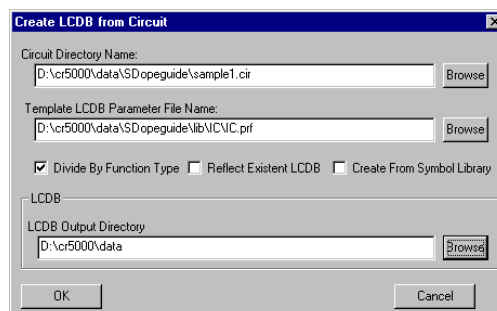 Create LCDB from Circuit
Circuit Directory Name:
D:\cr5000\data\SDopeguide\sample1.cir
Browse
Template LCDB Parameter File Name:
D:\cr5000\data\SDopeguide\lib\IC\IC.prf
Browse
Divide By Function Type Reflect Existent LCDB Create From Symbol Library
LCDB
LCDB Output Directory
D:\cr5000\data
Browse
OK Cancel